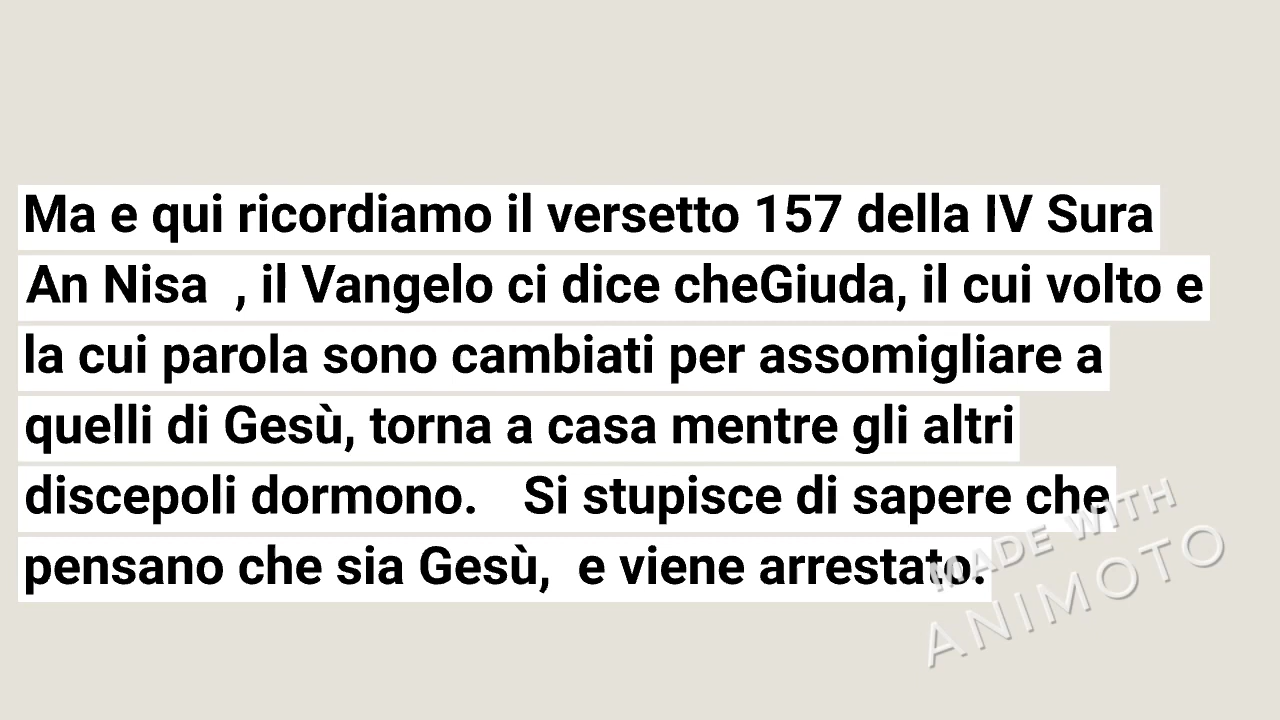 Ma e qui ricordiamo il versetto 157 della IV Sura
An Nisa , il Vangelo ci dice cheGiuda, il cui volto e
la cui parola sono cambiati per assomigliare a
quelli di Gesù, torna a casa mentre gli altri
discepoli dormono. Si stupisce di sapere che
pensano che sia Gesù, e viene arrestato.
MADE WITH
ANIMOTO